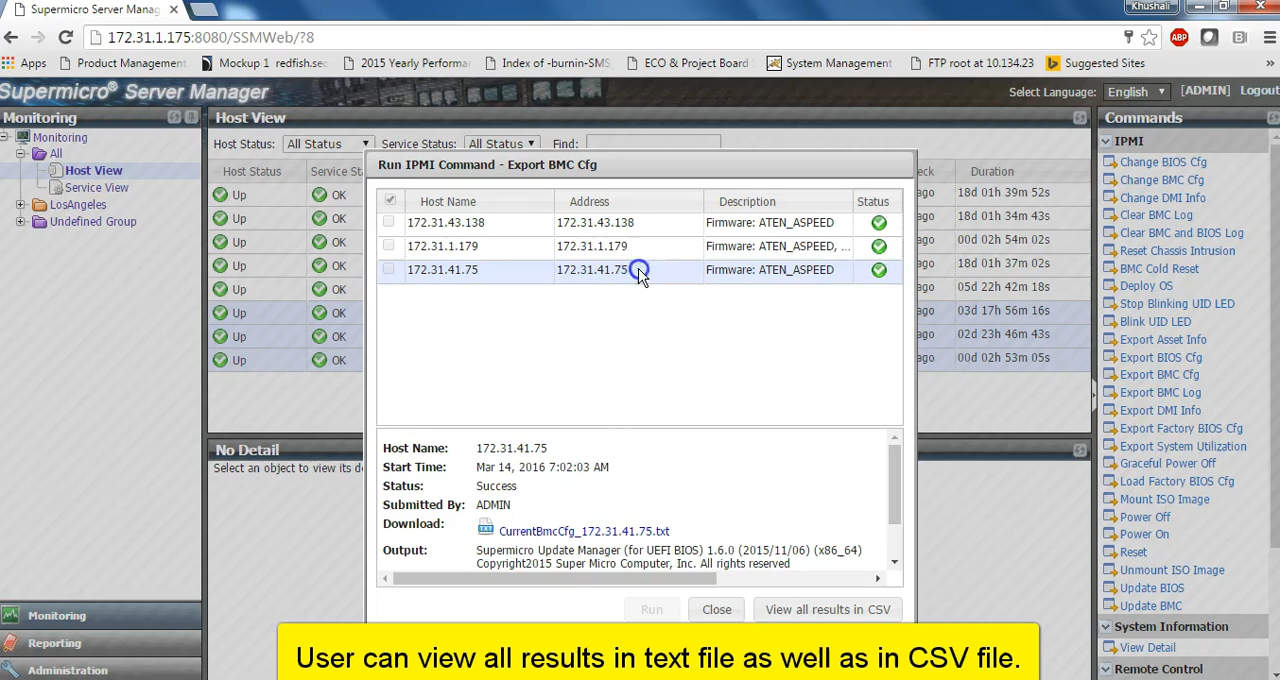 Supermicro Server Manag
Khushali
172.31.1.175:8080/SSMWeb/?8
ABP
Apps Product Management Mockup 1 redfish.sec 2015 Yearly Performa Index of -burnin-SMS, ECO & Project Board System Management FTP root at 10.134.23 Suggested Sites »
Supermicro® Server Manager
Select Language: English [ADMIN] Logout
Monitoring
Host View
Commands
Monitoring
All
Host View
Service View
LosAngeles
Undefined Group
Host Status: All Status Service Status: All Status Find:
Host Status Service Sta Duration
Up OK ago 18d 01h 39m 52s
Up OK ago 18d 01h 34m 43s
Up OK ago 00d 02h 54m 02s
Up OK ago 18d 01h 37m 02s
Up OK ago 05d 22h 42m 18s
Up OK ago 03d 17h 56m 16s
Up OK ago 02d 23h 46m 43s
Up OK ago 00d 02h 53m 05s
Run IPMI Command - Export BMC Cfg
Host Name Address Description Status
172.31.43.138 172.31.43.138 Firmware: ATEN_ASPEED
172.31.1.179 172.31.1.179 Firmware: ATEN_ASPEED, ...
172.31.41.75 172.31.41.75 Firmware: ATEN_ASPEED
Host Name: 172.31.41.75
Start Time: Mar 14, 2016 7:02:03 AM
Status: Success
Submitted By: ADMIN
Download: CurrentBmcCfg_172.31.41.75.txt
Output: Supermicro Update Manager (for UEFI BIOS) 1.6.0 (2015/11/06) (x86_64)
Copyright2015 Super Micro Computer, Inc. All rights reserved
Run Close View all results in CSV
No Detail
Select an object to view its de
IPMI
Change BIOS Cfg
Change BMC Cfg
Change DMI Info
Clear BMC Log
Clear BMC and BIOS Log
Reset Chassis Intrusion
BMC Cold Reset
Deploy OS
Stop Blinking UID LED
Blink UID LED
Export Asset Info
Export BIOS Cfg
Export BMC Cfg
Export BMC Log
Export DMI Info
Export Factory BIOS Cfg
Export System Utilization
Graceful Power Off
Load Factory BIOS Cfg
Mount ISO Image
Power Off
Power On
Reset
Unmount ISO Image
Update BIOS
Update BMC
System Information
View Detail
Remote Control
Monitoring
Reporting
Administration
User can view all results in text file as well as in CSV file.